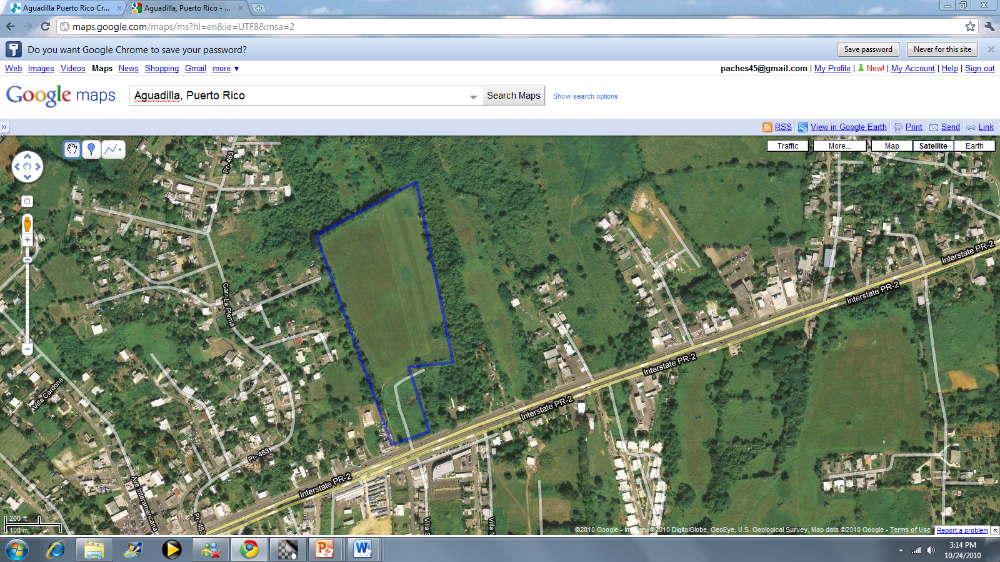 Aguadilla Puerto Rico Cr...
Aguadilla, Puerto Rico - ...
maps.google.com/maps/ms?hl=en&ie=UTF8&msa=2
Do you want Google Chrome to save your password?
Save password
Never for this site
Web Images Videos Maps News Shopping Gmail more ▼
paches45@gmail.com | My Profile | New! | My Account | Help | Sign out
Google maps
Aguadilla, Puerto Rico
Search Maps
Show search options
»
RSS
View in Google Earth
Print
Send
Link
Traffic
More...
Map
Satellite
Earth
Pr-463
Interstate PR-2
Interstate PR-2
Carr La Plama
Interstate PR-2
Villa Cardona
Interstate PR-2
Pr-463
Interstate PR-2
Ave Interamericana
Pr-463
Villa S
Villa M
200 ft
100 m
©2010 Google - Imagery ©2010 DigitalGlobe, GeoEye, U.S. Geological Survey, Map data ©2010 Google - Terms of Use
Report a problem
3:14 PM
10/24/2010